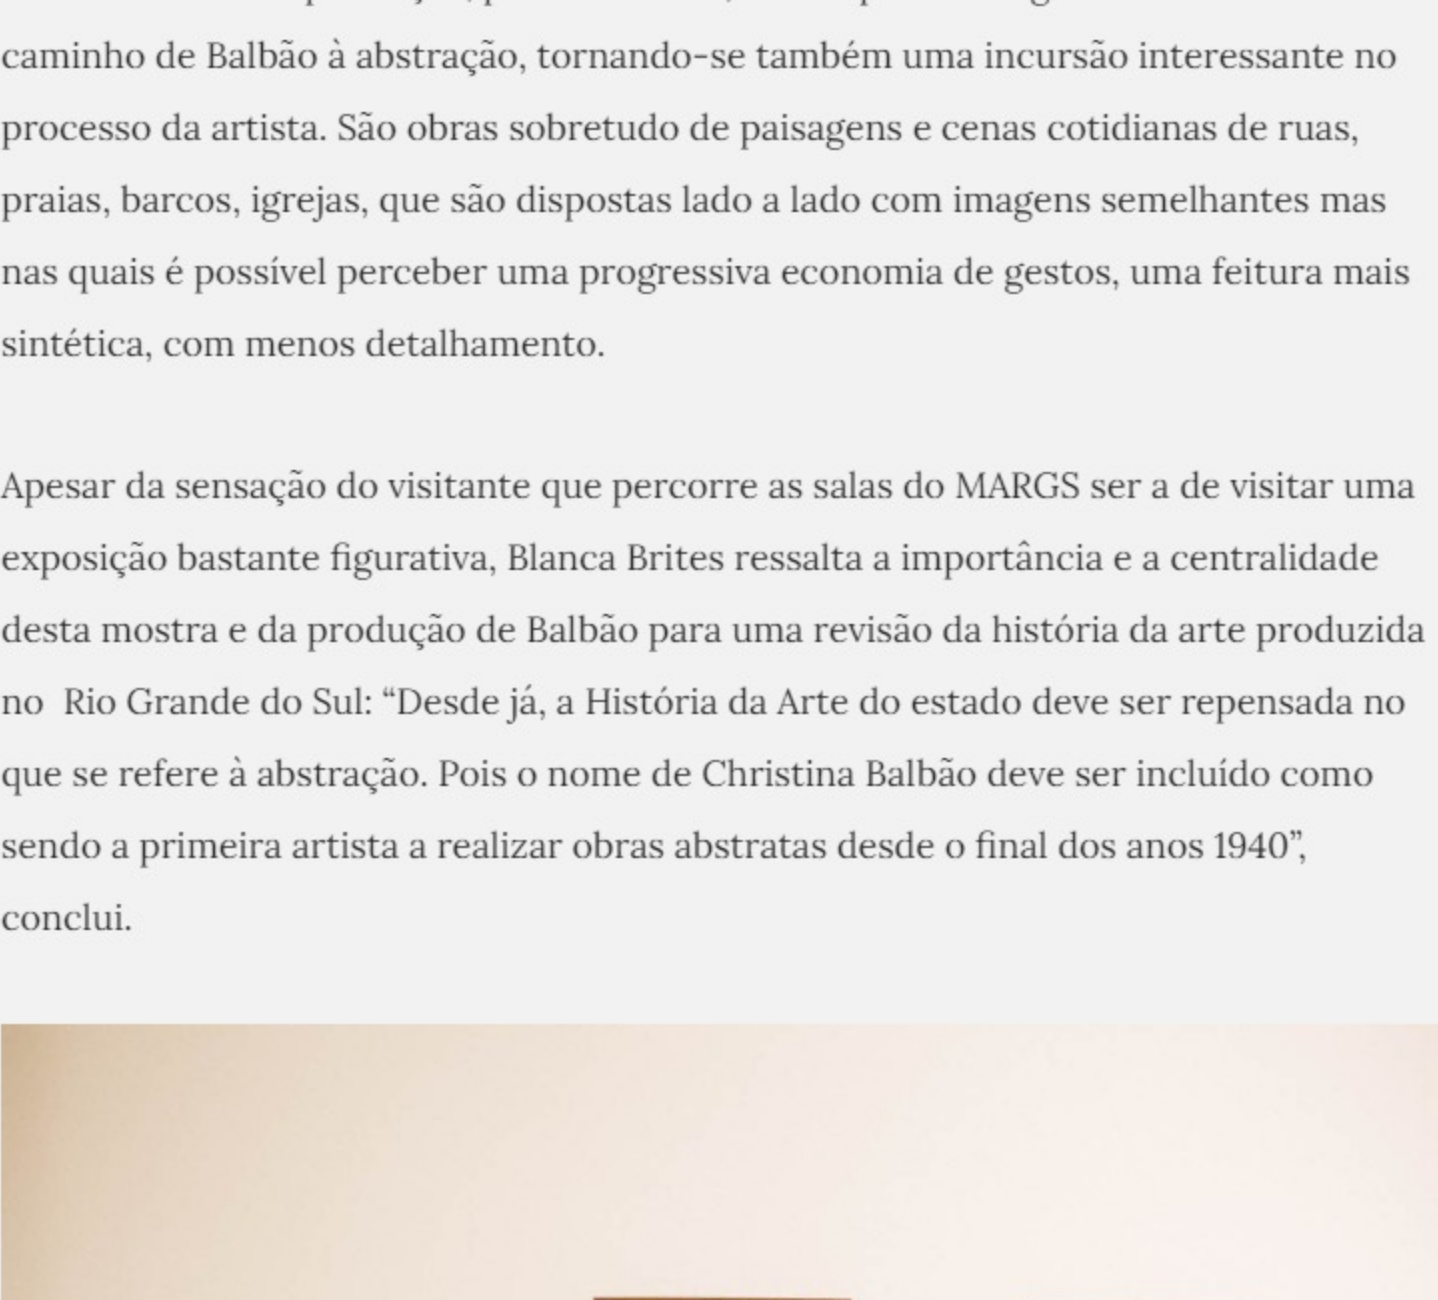 caminho de Balbão à abstração, tornando-se também uma incursão interessante no
processo da artista. São obras sobretudo de paisagens e cenas cotidianas de ruas,
praias, barcos, igrejas, que são dispostas lado a lado com imagens semelhantes mas
nas quais é possível perceber uma progressiva economia de gestos, uma feitura mais
sintética, com menos detalhamento.
Apesar da sensação do visitante que percorre as salas do MARGS ser a de visitar uma
exposição bastante figurativa, Blanca Brites ressalta a importância e a centralidade
desta mostra e da produção de Balbão para uma revisão da história da arte produzida
no  Rio Grande do Sul: “Desde já, a História da Arte do estado deve ser repensada no
que se refere à abstração. Pois o nome de Christina Balbão deve ser incluído como
sendo a primeira artista a realizar obras abstratas desde o final dos anos 1940”,
conclui.